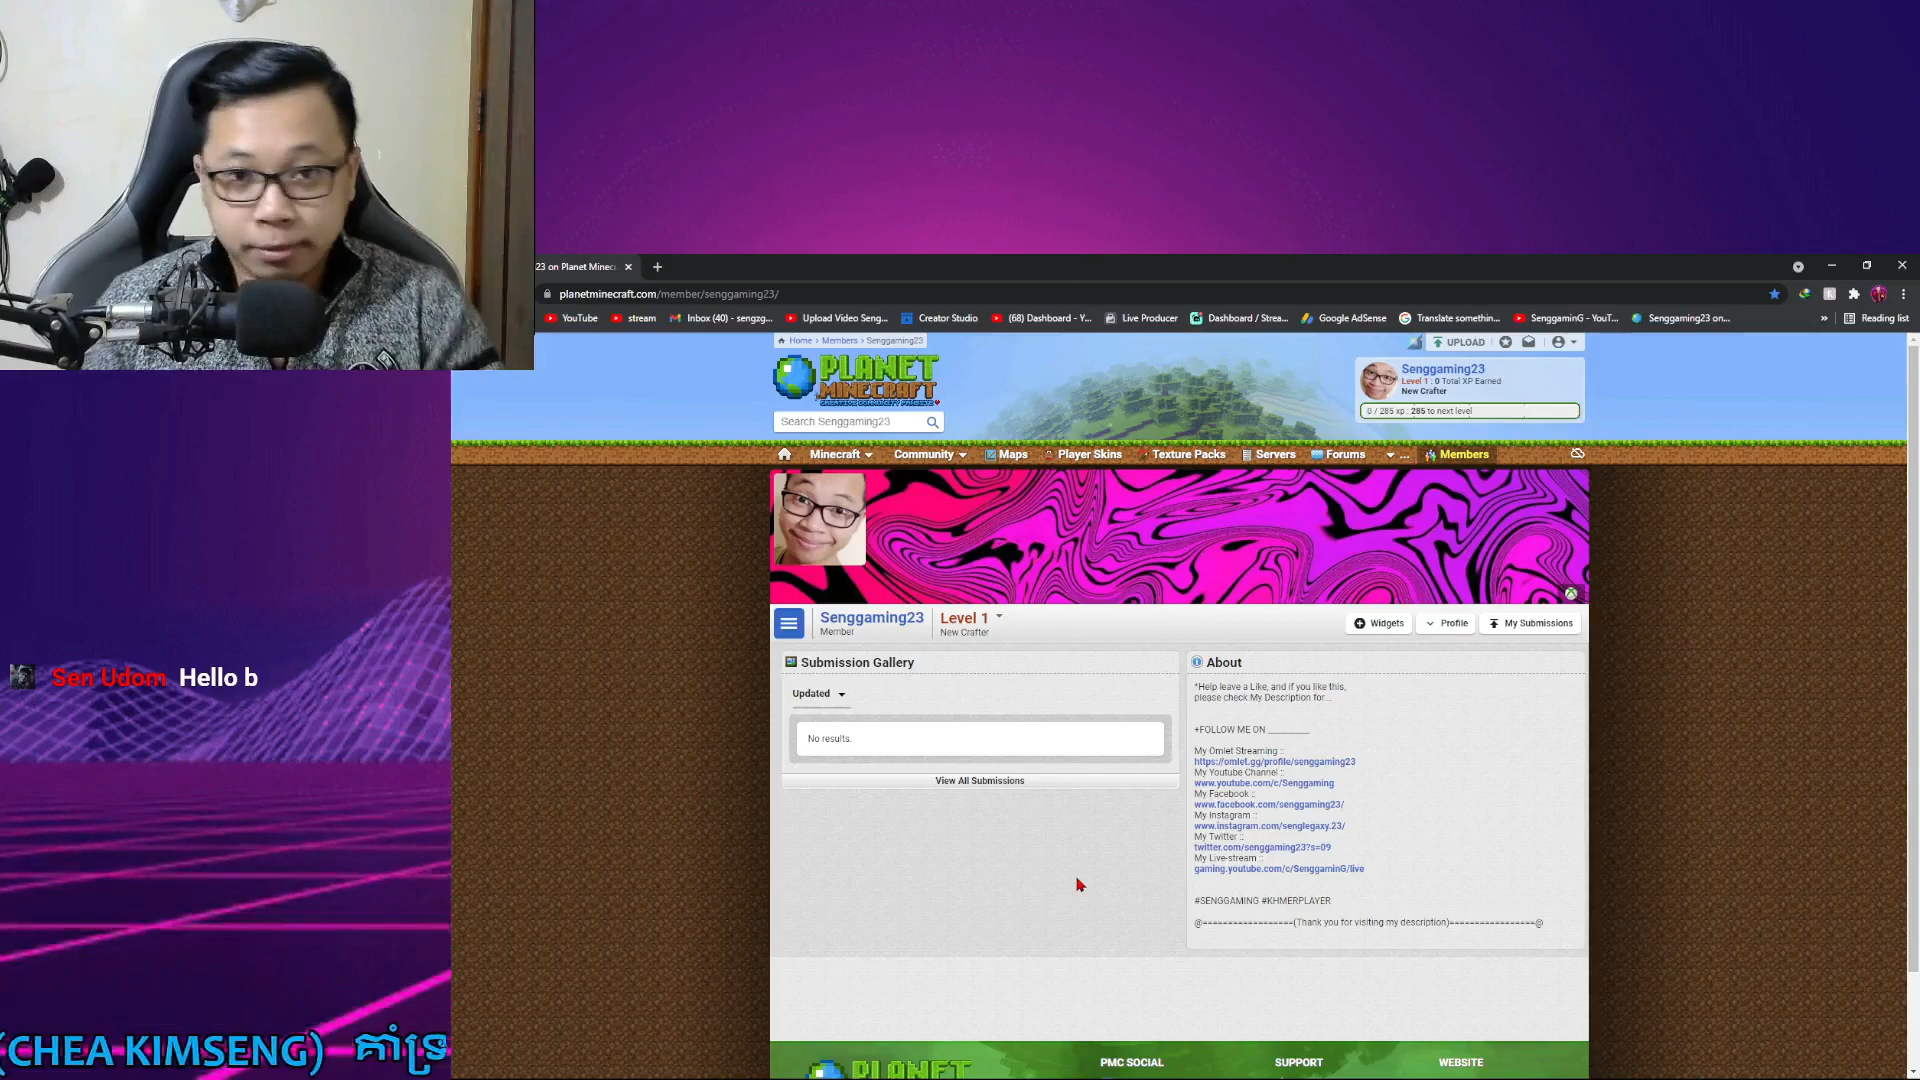 23 on Planet Minec
planetminecraft.com/member/senggaming23/
YouTube
stream
Inbox (40) - sengzg...
Upload Video Seng...
Creator Studio
(68) Dashboard - Y...
Live Producer
Dashboard / Strea...
Google AdSense
Translate somethin...
SenggaminG - YouT...
Senggaming23 on...
»
Reading list
Home › Members › Senggaming23
UPLOAD
PLANET
MINECRAFT
Search Senggaming23
Senggaming23
Level 1 : 0 Total XP Earned
New Crafter
0 / 285 xp : 285 to next level
Minecraft
Community
Maps
Player Skins
Texture Packs
Servers
Forums
...
Members
Senggaming23
Member
Level 1
New Crafter
Widgets
Profile
My Submissions
Submission Gallery
Updated
No results.
View All Submissions
About
*Help leave a Like, and if you like this,
please check My Description for...
+FOLLOW ME ON ________
My Omlet Streaming ::
https://omlet.gg/profile/senggaming23
My Youtube Channel ::
www.youtube.com/c/Senggaming
My Facebook ::
www.facebook.com/senggaming23/
My Instagram ::
www.instagram.com/senglegaxy.23/
My Twitter ::
twitter.com/senggaming23?s=09
My Live-stream ::
gaming.youtube.com/c/SenggaminG/live
#SENGGAMING #KHMERPLAYER
@==================(Thank you for visiting my description)=================@
Sen Udom Hello b
(CHEA KIMSENG) គាំទ្រ
PLANET
PMC SOCIAL
SUPPORT
WEBSITE